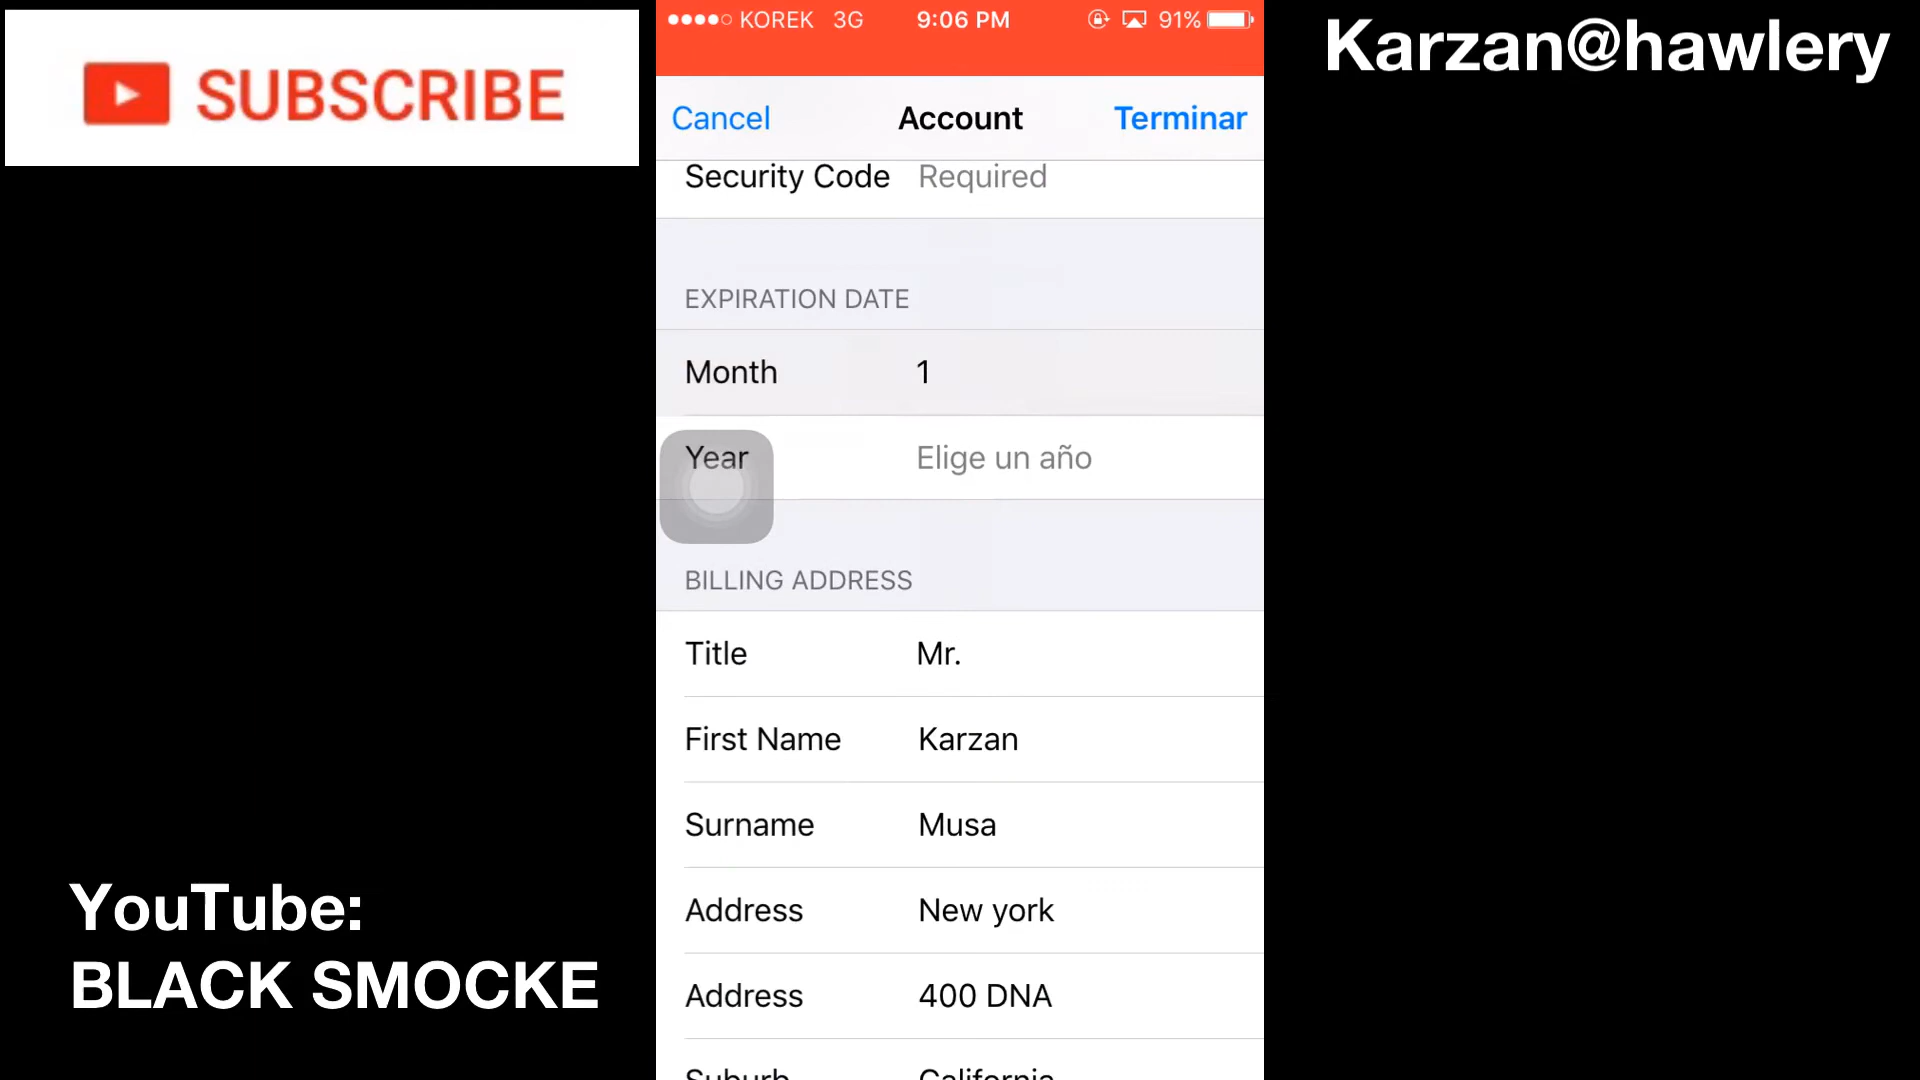 SUBSCRIBE
KOREK 3G 9:06 PM 91%
Karzan@hawlery
Cancel Account Terminar
Security Code Required
EXPIRATION DATE
Month 1
Year Elige un año
BILLING ADDRESS
Title Mr.
First Name Karzan
Surname Musa
Address New york
Address 400 DNA
Suburb California
YouTube:
BLACK SMOCKE